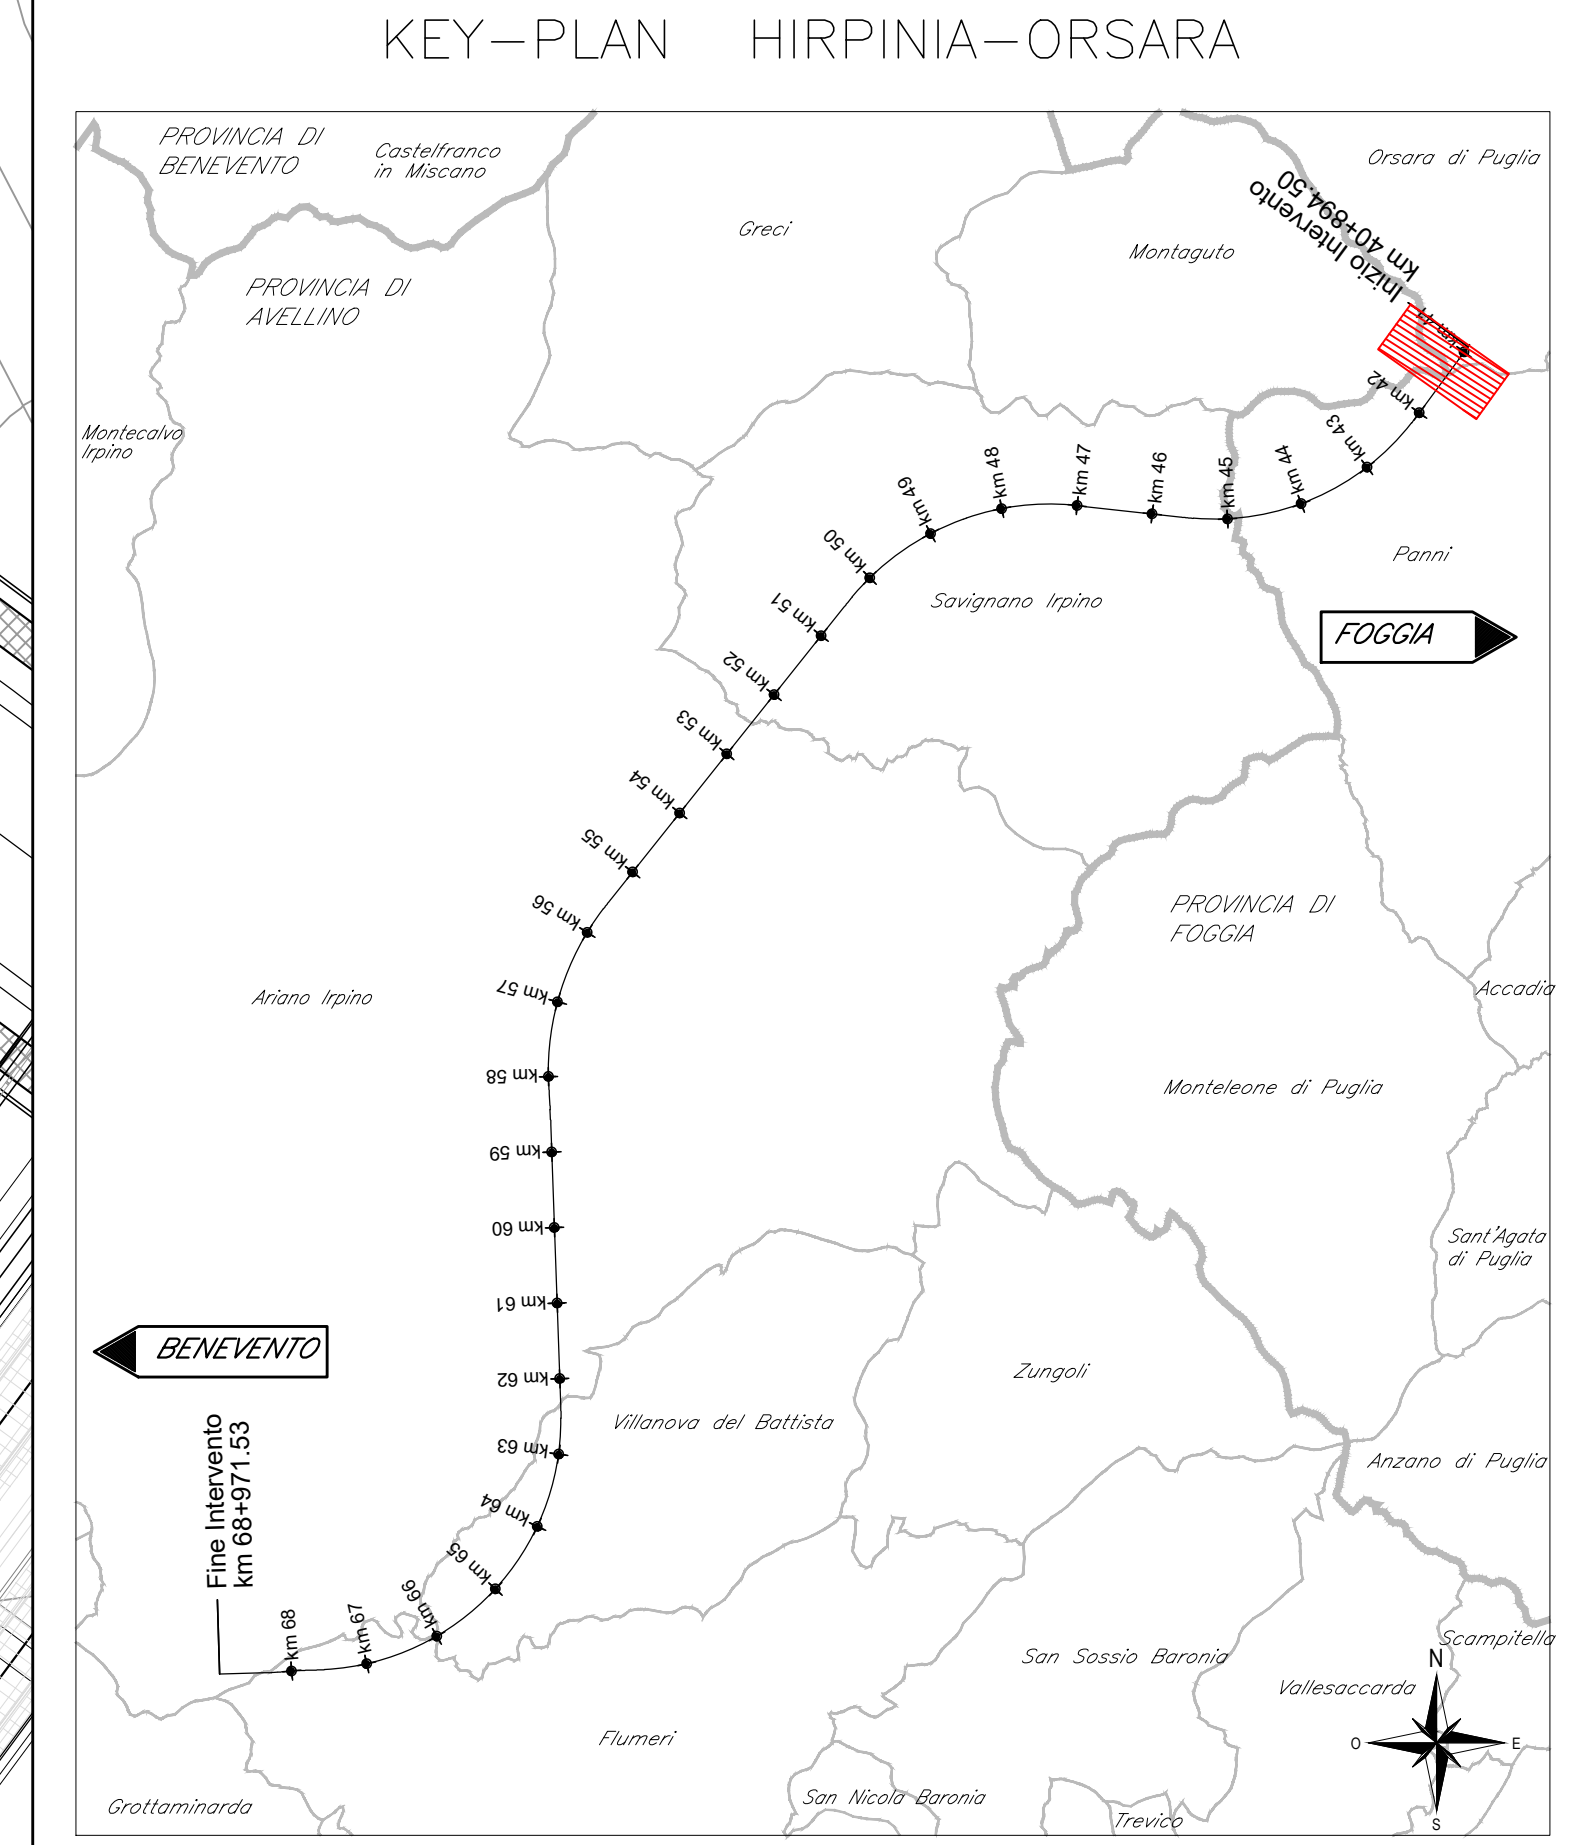 KEY-PLAN HIRPINIA-ORSARA
PROVINCIA DI
BENEVENTO
Castelfranco
in Miscano
Orsara di Puglia
Greci
Montaguto
Inizio Intervento
km 40+894.50
PROVINCIA DI
AVELLINO
Montecalvo
Irpino
km 41
km 42
km 43
km 44
km 45
km 46
km 47
km 48
km 49
km 50
km 51
km 52
km 53
km 54
km 55
km 56
km 57
km 58
km 59
km 60
km 61
km 62
km 63
km 64
km 65
km 66
km 67
km 68
Panni
Savignano Irpino
FOGGIA
PROVINCIA DI
FOGGIA
Ariano Irpino
Accadia
Monteleone di Puglia
Sant'Agata
di Puglia
BENEVENTO
Zungoli
Villanova del Battista
Anzano di Puglia
Fine Intervento
km 68+971.53
Scampitella
San Sossio Baronia
Vallesaccarda
N
O
E
S
Flumeri
San Nicola Baronia
Grottaminarda
Trevico